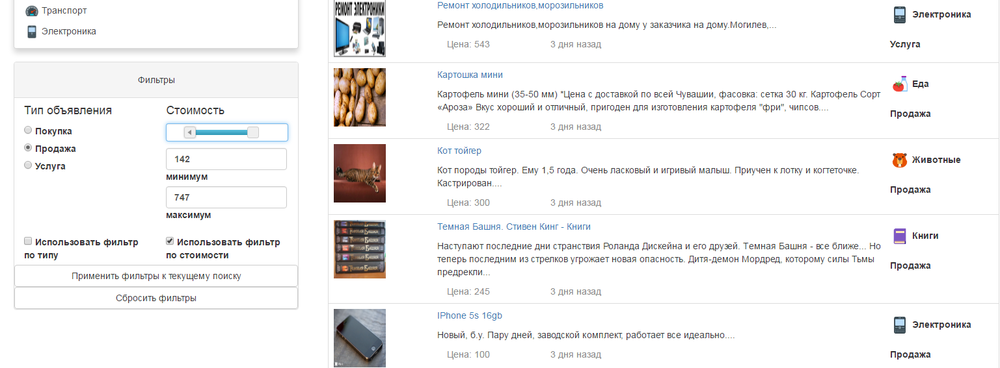 Транспорт
Электроника
Фильтры
Тип объявления
Покупка
Продажа
Услуга
Стоимость
142
минимум
747
максимум
Использовать фильтр
по типу
Использовать фильтр
по стоимости
Применить фильтры к текущему поиску
Сбросить фильтры
РЕМОНТ ЭЛЕКТРОНИКИ
Ремонт холодильников,морозильников
Ремонт холодильников,морозильников на дому у заказчика на дому.Могилев,...
Цена: 543 3 дня назад
Электроника
Услуга
Картошка мини
Картофель мини (35-50 мм) *Цена с доставкой по всей Чувашии, фасовка: сетка 30 кг. Картофель Сорт
«Ароза» Вкус хороший и отличный, пригоден для изготовления картофеля "фри", чипсов....
Цена: 322 3 дня назад
Еда
Продажа
Кот тойгер
Кот породы тойгер. Ему 1,5 года. Очень ласковый и игривый малыш. Приучен к лотку и когтеточке.
Кастрирован....
Цена: 300 3 дня назад
Животные
Продажа
Темная Башня. Стивен Кинг - Книги
Наступают последние дни странствия Роланда Дискейна и его друзей. Темная Башня - все ближе... Но
теперь последним из стрелков угрожает новая опасность. Дитя-демон Мордред, которому силы Тьмы
предрекли...
Цена: 245 3 дня назад
Книги
Продажа
IPhone 5s 16gb
Новый, б.у. Пару дней, заводской комплект, работает все идеально....
Цена: 100 3 дня назад
Электроника
Продажа